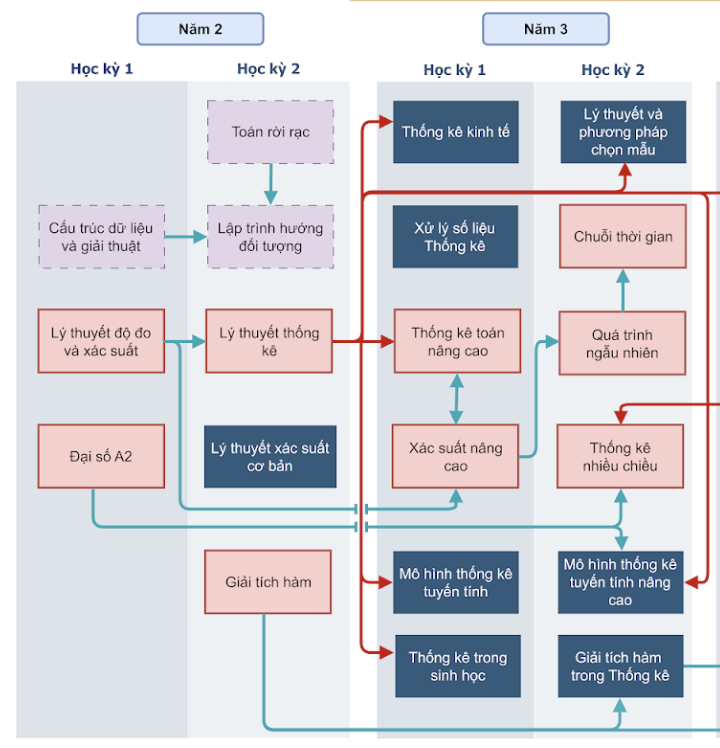 Năm 2
Năm 3
Học kỳ 1
Học kỳ 2
Học kỳ 1
Học kỳ 2
Toán rời rạc
Thống kê kinh tế
Lý thuyết và
phương pháp
chọn mẫu
Cấu trúc dữ liệu
và giải thuật
Lập trình hướng
đối tượng
Xử lý số liệu
Thống kê
Chuỗi thời gian
Lý thuyết độ đo
và xác suất
Lý thuyết thống
kê
Thống kê toán
nâng cao
Quá trình
ngẫu nhiên
Đại số A2
Lý thuyết xác suất
cơ bản
Xác suất nâng
cao
Thống kê
nhiều chiều
Giải tích hàm
Mô hình thống kê
tuyến tính
Mô hình thống kê
tuyến tính nâng
cao
Thống kê trong
sinh học
Giải tích hàm
trong Thống kê